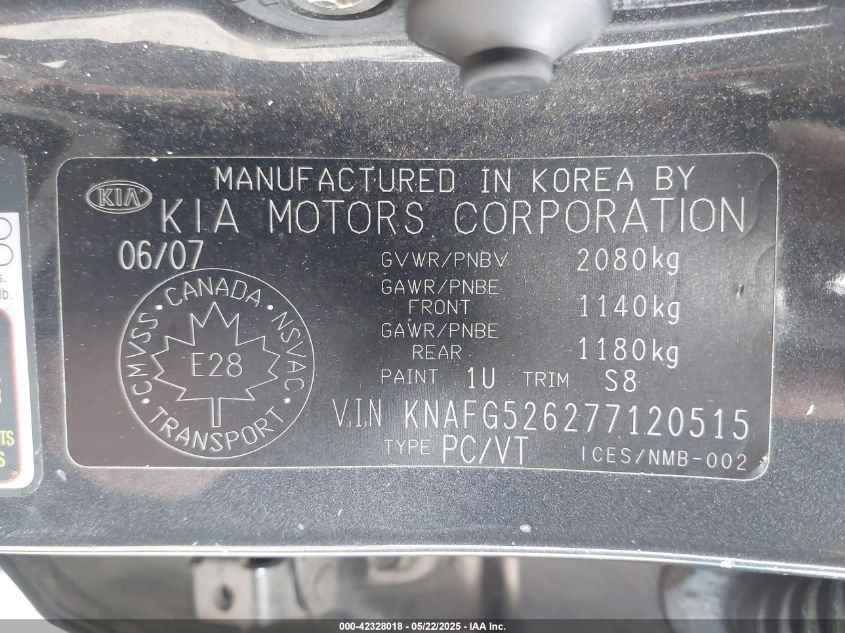 KIA
MANUFACTURED IN KOREA BY
KIA MOTORS CORPORATION
06/07
GVWR/PNBV 2080kg
GAWR/PNBE
FRONT 1140kg
GAWR/PNBE
REAR 1180kg
PAINT 1U TRIM S8
V.I.N KNAFG526277120515
TYPE PC/VT
ICES/NMB-002
CMVSS · CANADA · NSVAC · TRANSPORT ·
E28
s.
lb.
TS
S
000-42328018 - 05/22/2025 - IAA Inc.